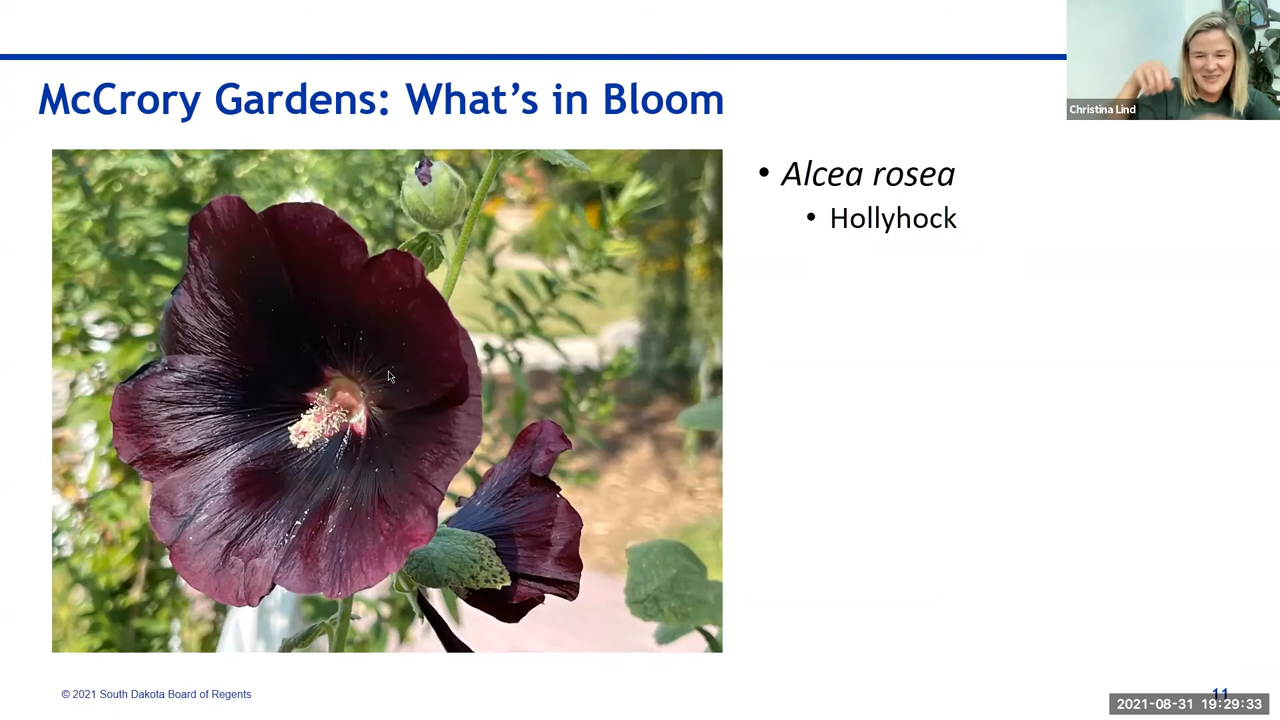 McCrory Gardens: What's in Bloom
Christina Lind
• Alcea rosea
• Hollyhock
© 2021 South Dakota Board of Regents
11
2021-08-31 19:29:33